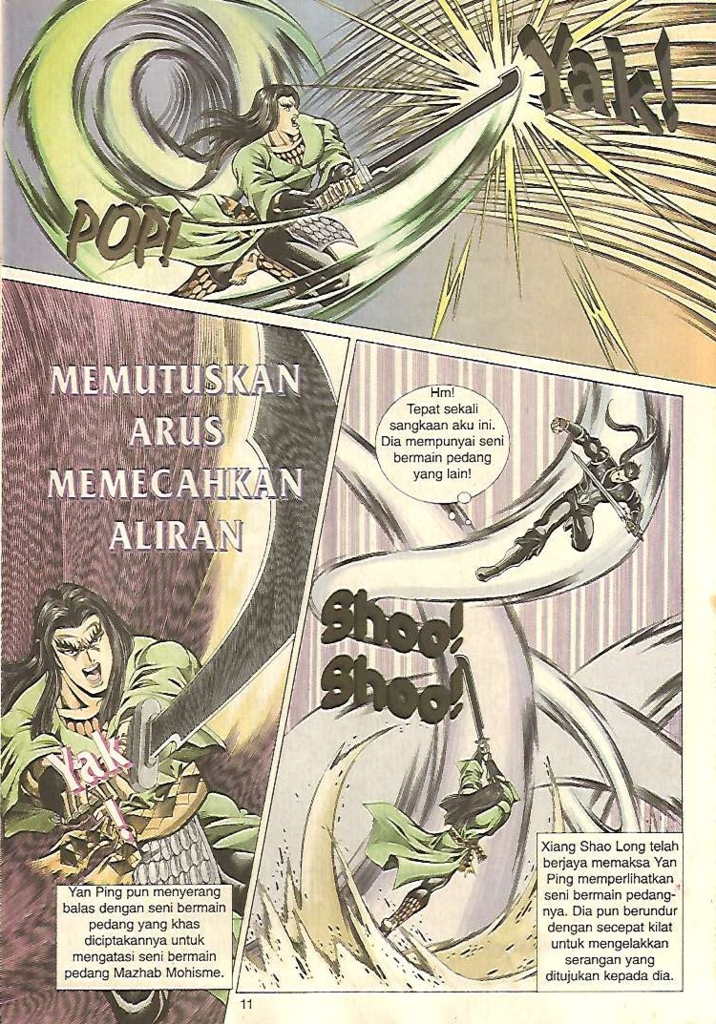 Yak!
POP!
MEMUTUSKAN
ARUS
MEMECAHKAN
ALIRAN
Yak
!
Yan Ping pun menyerang
balas dengan seni bermain
pedang yang khas
diciptakannya untuk
mengatasi seni bermain
pedang Mazhab Mohisme.
Hm!
Tepat sekali
sangkaan aku ini.
Dia mempunyai seni
bermain pedang
yang lain!
Shoo!
Shoo!
Xiang Shao Long telah
berjaya memaksa Yan
Ping memperlihatkan
seni bermain pedang-
nya. Dia pun berundur
dengan secepat kilat
untuk mengelakkan
serangan yang
ditujukan kepada dia.
11